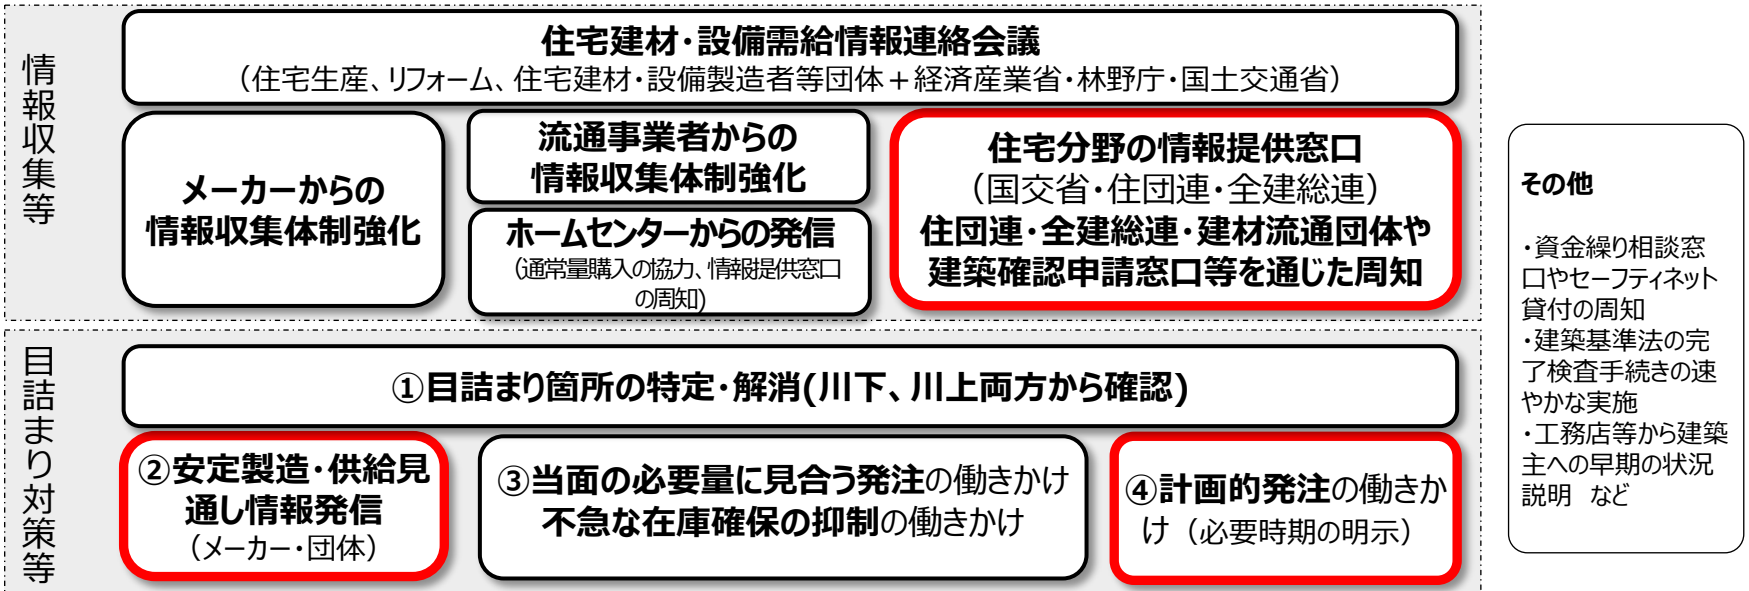 情報収集等
住宅建材・設備需給情報連絡会議
（住宅生産、リフォーム、住宅建材・設備製造者等団体＋経済産業省・林野庁・国土交通省）
メーカーからの
情報収集体制強化
流通事業者からの
情報収集体制強化
ホームセンターからの発信
（通常量購入の協力、情報提供窓口
の周知)
住宅分野の情報提供窓口
（国交省・住団連・全建総連）
住団連・全建総連・建材流通団体や
建築確認申請窓口等を通じた周知
目詰まり対策等
①目詰まり箇所の特定・解消(川下、川上両方から確認)
②安定製造・供給見
通し情報発信
（メーカー・団体）
③当面の必要量に見合う発注の働きかけ
不急な在庫確保の抑制の働きかけ
④計画的発注の働きか
け（必要時期の明示）
その他
・資金繰り相談窓
口やセーフティネット
貸付の周知
・建築基準法の完
了検査手続きの速
やかな実施
・工務店等から建築
主への早期の状況
説明　など